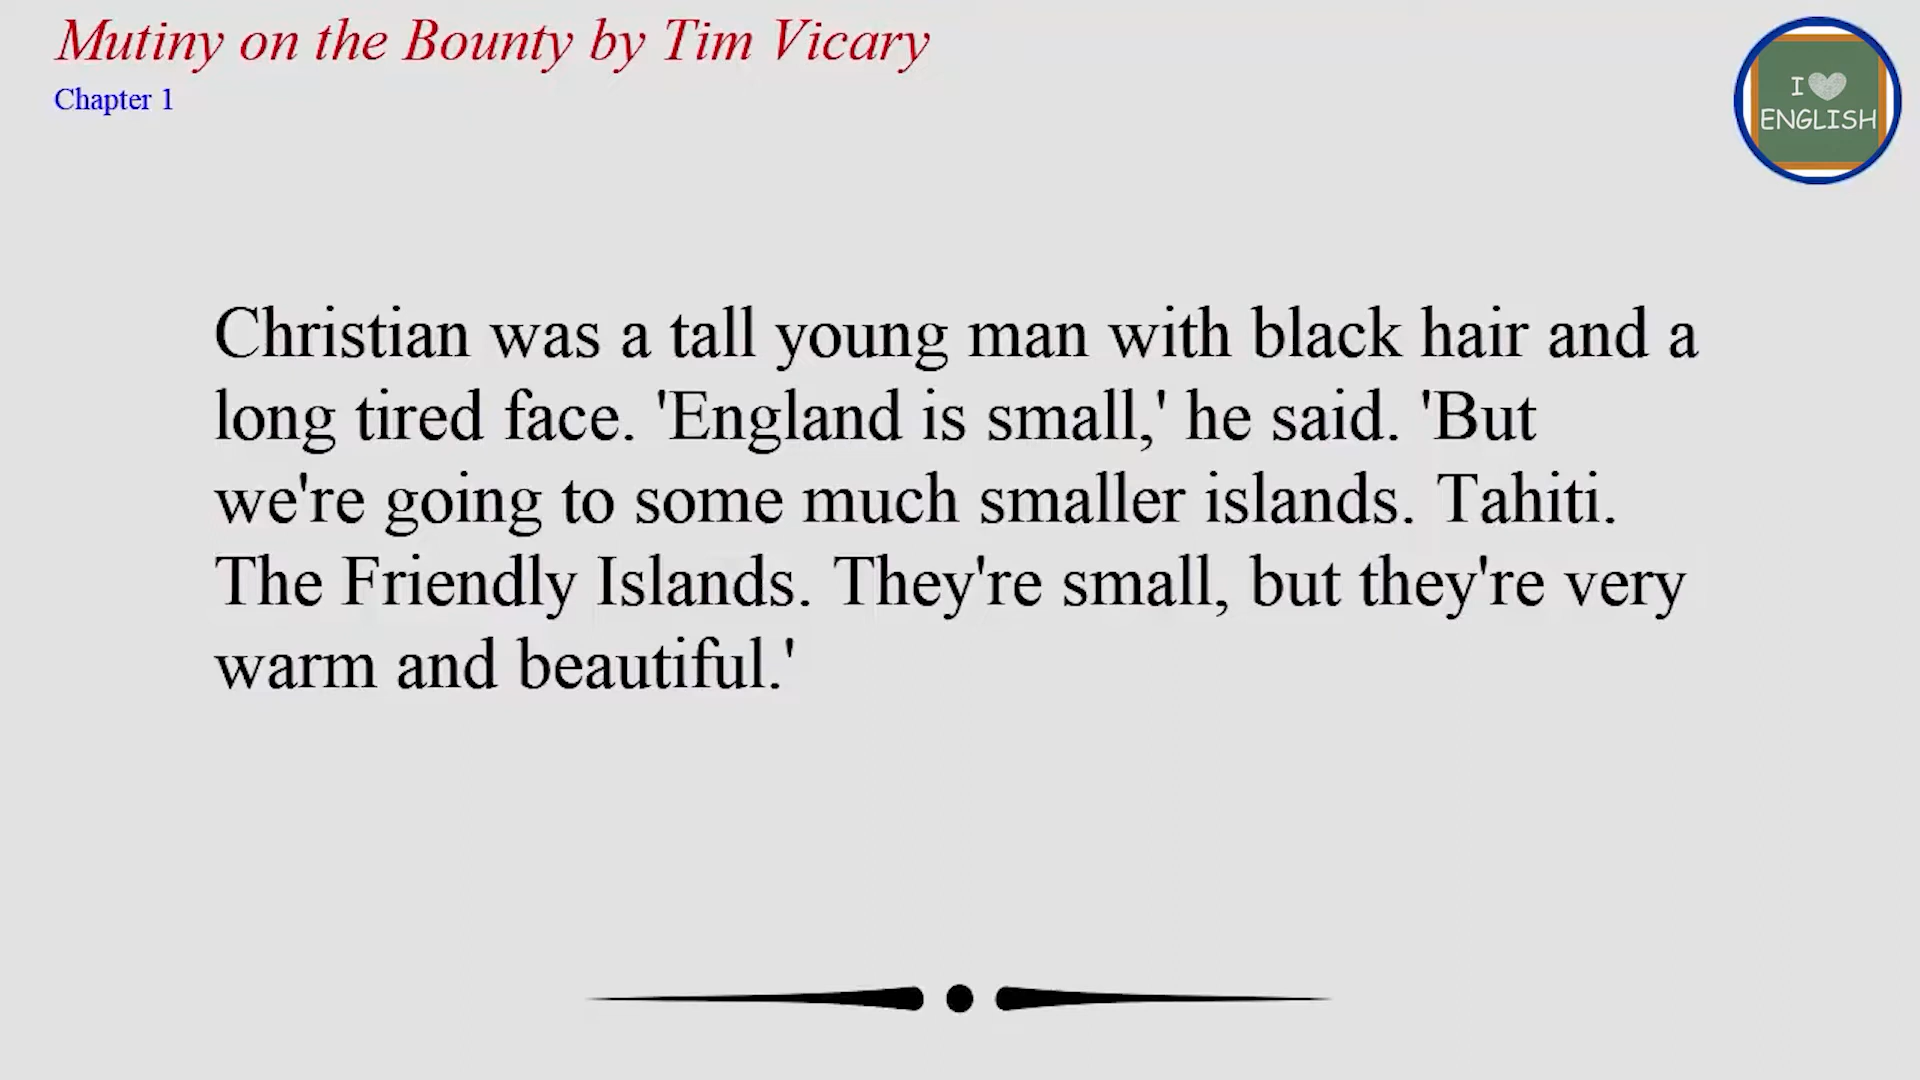 Mutiny on the Bounty by Tim Vicary
Chapter 1
I
ENGLISH
Christian was a tall young man with black hair and a
long tired face. 'England is small,' he said. 'But
we're going to some much smaller islands. Tahiti.
The Friendly Islands. They're small, but they're very
warm and beautiful.'